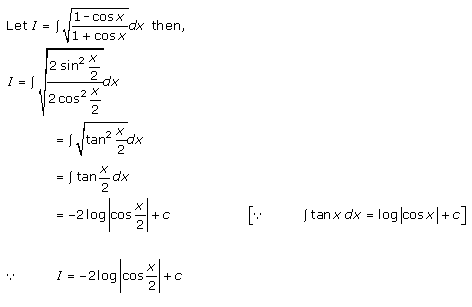 Let I = ∫ √((1 - cos x)/(1 + cos x)) dx then,
I = ∫ √((2 sin² x/2)/(2 cos² x/2)) dx
= ∫ √(tan² x/2) dx
= ∫ tan x/2 dx
= -2 log |cos x/2| + c [∵ ∫ tan x dx = log|cos x| + c]
∵ I = -2 log |cos x/2| + c